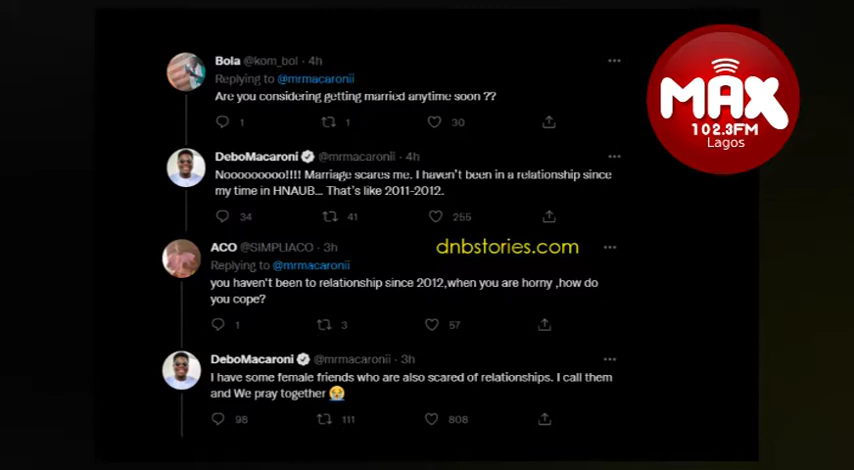 Bola @kom_bol · 4h
Replying to @mrmacaronii
Are you considering getting married anytime soon ??
1 1 30
DeboMacaroni @mrmacaronii · 4h
Nooooooooo!!!! Marriage scares me. I haven't been in a relationship since
my time in HNAUB... That's like 2011-2012.
34 41 255
ACO @SIMPLIACO · 3h
Replying to @mrmacaronii
you haven't been to relationship since 2012,when you are horny ,how do
you cope?
1 3 57
DeboMacaroni @mrmacaronii · 3h
I have some female friends who are also scared of relationships. I call them
and We pray together 😭
98 111 808
dnbstories.com
MAX
102.3FM
Lagos